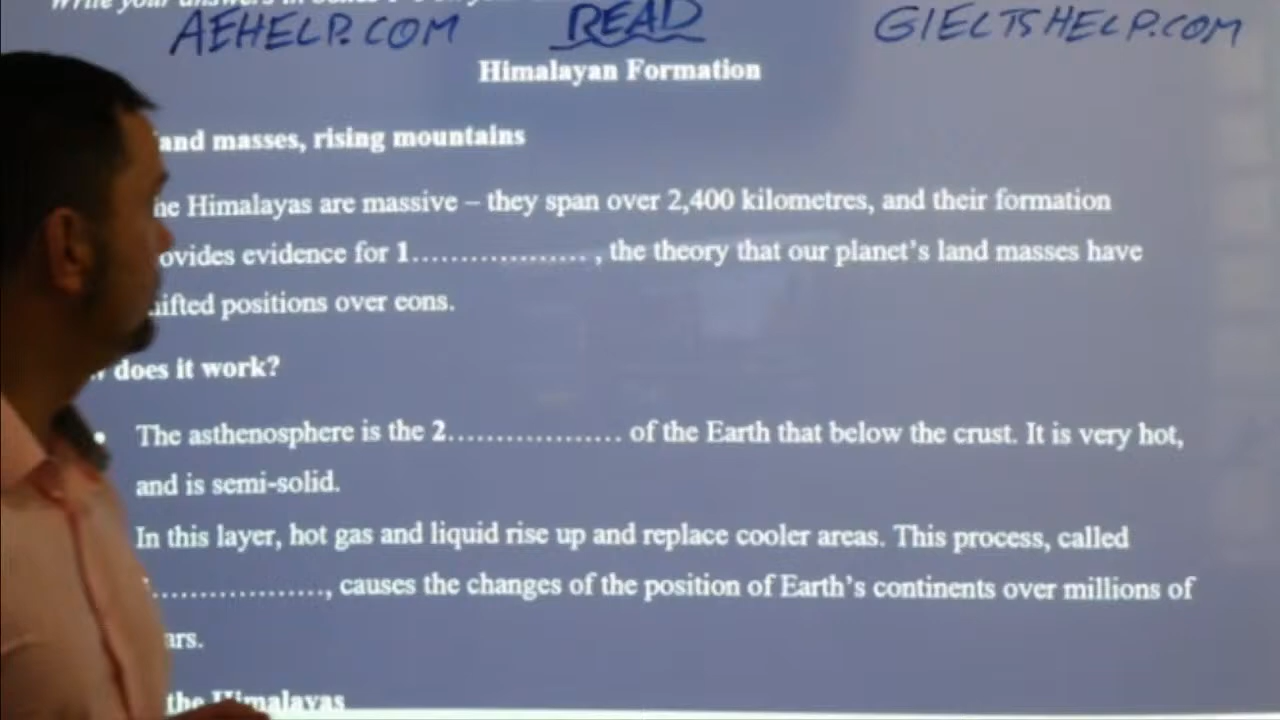 AEHELP.COM READ GIELTSHELP.COM
Himalayan Formation
and masses, rising mountains
he Himalayas are massive – they span over 2,400 kilometres, and their formation
ovides evidence for 1.................. , the theory that our planet's land masses have
ifted positions over eons.
does it work?
• The asthenosphere is the 2.................. of the Earth that below the crust. It is very hot,
and is semi-solid.
In this layer, hot gas and liquid rise up and replace cooler areas. This process, called
.................., causes the changes of the position of Earth's continents over millions of
ars.
the Himalayas